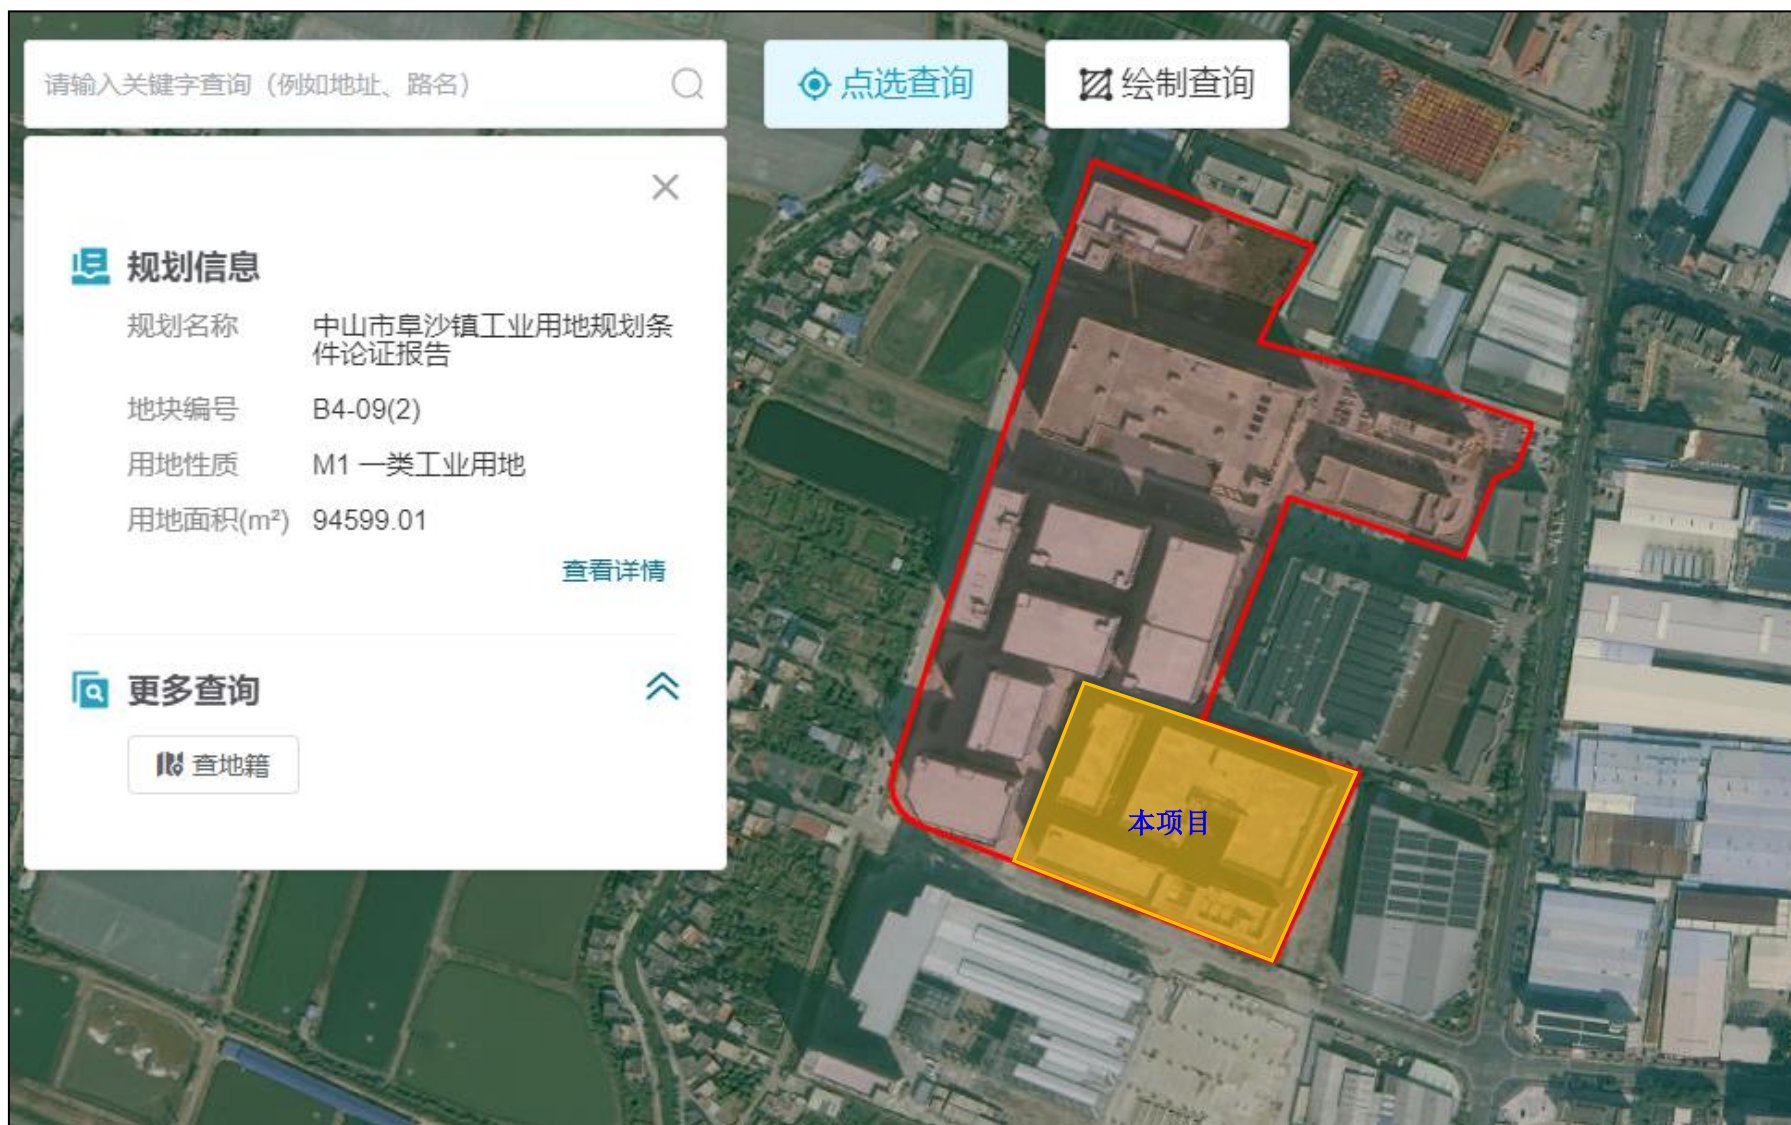 请输入关键字查询（例如地址、路名）
点选查询
绘制查询
规划信息
规划名称 中山市阜沙镇工业用地规划条
件论证报告
地块编号 B4-09(2)
用地性质 M1 一类工业用地
用地面积(m²) 94599.01
查看详情
更多查询
查地籍
本项目